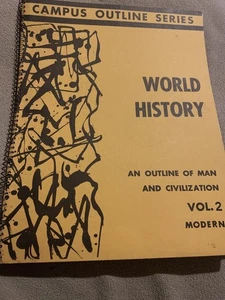 CAMPUS OUTLINE SERIES
WORLD
HISTORY
AN OUTLINE OF MAN
AND CIVILIZATION
VOL. 2
MODERN